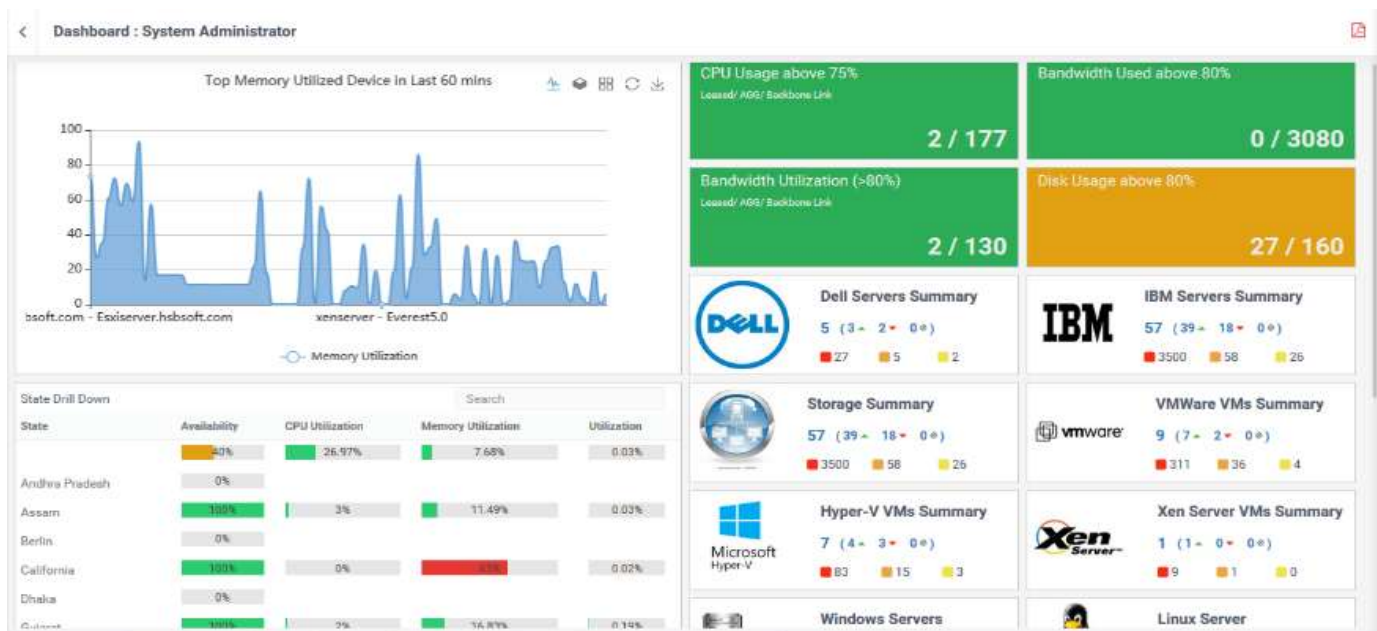 Dashboard : System Administrator
Top Memory Utilized Device in Last 60 mins
100
80
60
40
20
0
bsoft.com - Esxiserver.hsbsoft.com
xenserver - Everest5.0
Memory Utilization
State Drill Down
Search
State Availability CPU Utilization Memory Utilization Utilization
40% 26.97% 7.68% 0.03%
Andhra Pradesh 0%
Assam 100% 3% 11.49% 0.03%
Berlin 0%
California 100% 0% 0.02%
Dhaka 0%
Gujarat 100% 2% 16.83% 0.19%
CPU Usage above 75%
Leased/ AGG/ Backbone Link
2 / 177
Bandwidth Used above 80%
0 / 3080
Bandwidth Utilization (>80%)
Leased/ AGG/ Backbone Link
2 / 130
Disk Usage above 80%
27 / 160
DELL
Dell Servers Summary
5 (3 2 0)
27 5 2
IBM
IBM Servers Summary
57 (39 18 0)
3500 58 26
Storage Summary
57 (39 18 0)
3500 58 26
vmware
VMWare VMs Summary
9 (7 2 0)
311 36 4
Microsoft
Hyper-V
Hyper-V VMs Summary
7 (4 3 0)
83 15 3
Xen
Server
Xen Server VMs Summary
1 (1 0 0)
9 1 0
Windows Servers
Linux Server